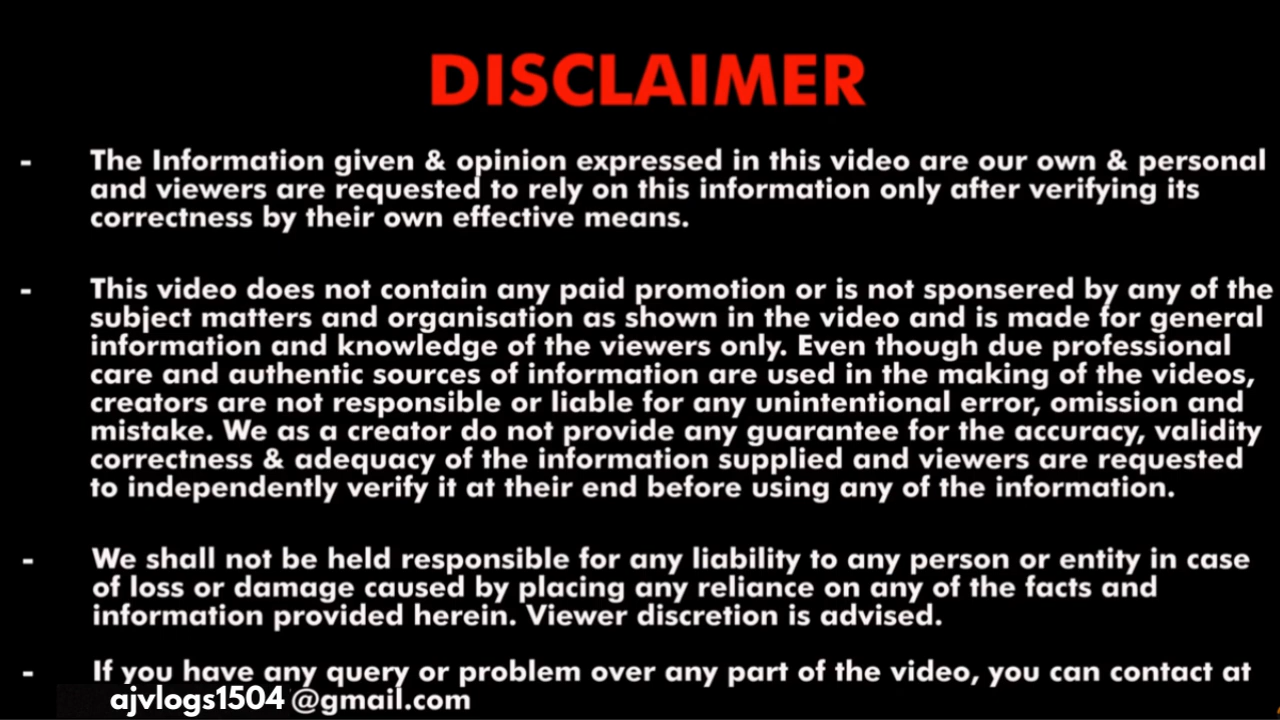 DISCLAIMER
- The Information given & opinion expressed in this video are our own & personal
and viewers are requested to rely on this information only after verifying its
correctness by their own effective means.
- This video does not contain any paid promotion or is not sponsered by any of the
subject matters and organisation as shown in the video and is made for general
information and knowledge of the viewers only. Even though due professional
care and authentic sources of information are used in the making of the videos,
creators are not responsible or liable for any unintentional error, omission and
mistake. We as a creator do not provide any guarantee for the accuracy, validity
correctness & adequacy of the information supplied and viewers are requested
to independently verify it at their end before using any of the information.
- We shall not be held responsible for any liability to any person or entity in case
of loss or damage caused by placing any reliance on any of the facts and
information provided herein. Viewer discretion is advised.
- If you have any query or problem over any part of the video, you can contact at
ajvlogs1504 @gmail.com